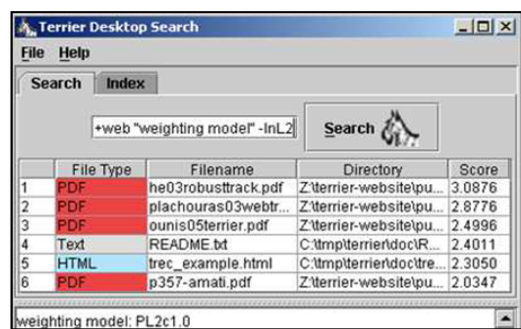 Terrier Desktop Search
File Help
Search Index
+web "weighting model" -InL2 Search
File Type Filename Directory Score
1 PDF he03robusttrack.pdf Z:\terrier-website\pu... 3.0876
2 PDF plachouras03webtr... Z:\terrier-website\pu... 2.8776
3 PDF ounis05terrier.pdf Z:\terrier-website\pu... 2.4996
4 Text README.txt C:\tmp\terrier\doc\R... 2.4011
5 HTML trec_example.html C:\tmp\terrier\doc\tre... 2.3050
6 PDF p357-amati.pdf Z:\terrier-website\pu... 2.0347
weighting model: PL2c1.0